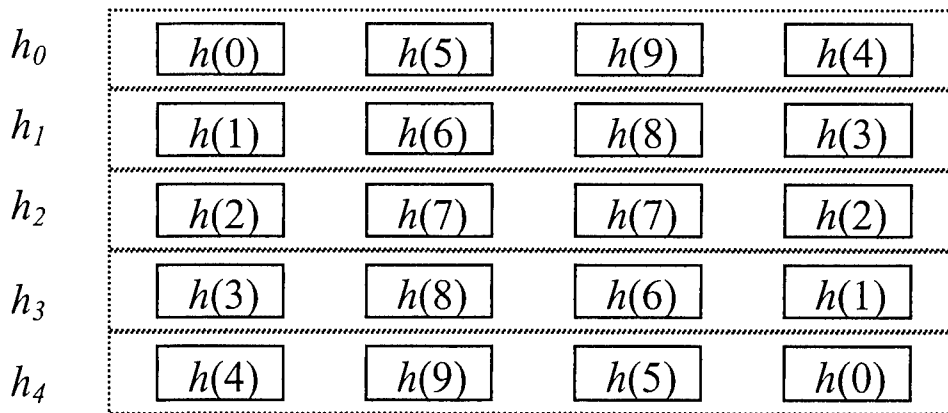 h0 h(0) h(5) h(9) h(4)
h1 h(1) h(6) h(8) h(3)
h2 h(2) h(7) h(7) h(2)
h3 h(3) h(8) h(6) h(1)
h4 h(4) h(9) h(5) h(0)